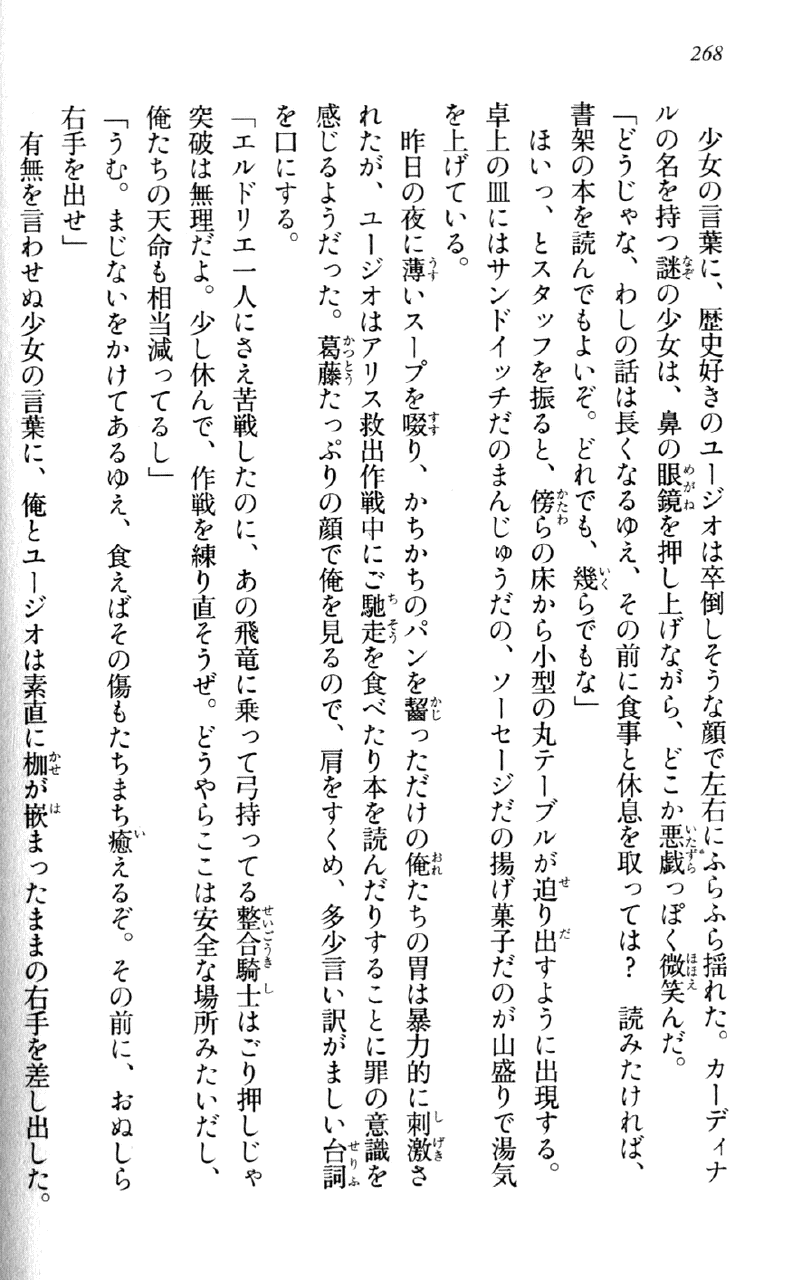 268
少女の言葉に、歴史好きのユージオは卒倒しそうな顔で左右にふらふら揺れた。カーディナ
ルの名を持つ謎の少女は、鼻の眼鏡を押し上げながら、どこか悪戯っぽく微笑んだ。
「どうじゃな、わしの話は長くなるゆえ、その前に食事と休息を取っては？　読みたければ、
書架の本を読んでもよいぞ。どれでも、幾らでもな」
ほいっ、とスタッフを振ると、傍らの床から小型の丸テーブルが迫り出すように出現する。
卓上の皿にはサンドイッチだのまんじゅうだの、ソーセージだの揚げ菓子だのが山盛りで湯気
を上げている。
昨日の夜に薄いスープを啜り、かちかちのパンを齧っただけの俺たちの胃は暴力的に刺激さ
れたが、ユージオはアリス救出作戦中にご馳走を食べたり本を読んだりすることに罪の意識を
感じるようだった。葛藤たっぷりの顔で俺を見るので、肩をすくめ、多少言い訳がましい台詞
を口にする。
「エルドリエ一人にさえ苦戦したのに、あの飛竜に乗って弓持ってる整合騎士はごり押しじゃ
突破は無理だよ。少し休んで、作戦を練り直そうぜ。どうやらここは安全な場所みたいだし、
俺たちの天命も相当減ってるし」
「うむ。まじないをかけてあるゆえ、食えばその傷もたちまち癒えるぞ。その前に、おぬしら
右手を出せ」
有無を言わせぬ少女の言葉に、俺とユージオは素直に枷が嵌まったままの右手を差し出した。